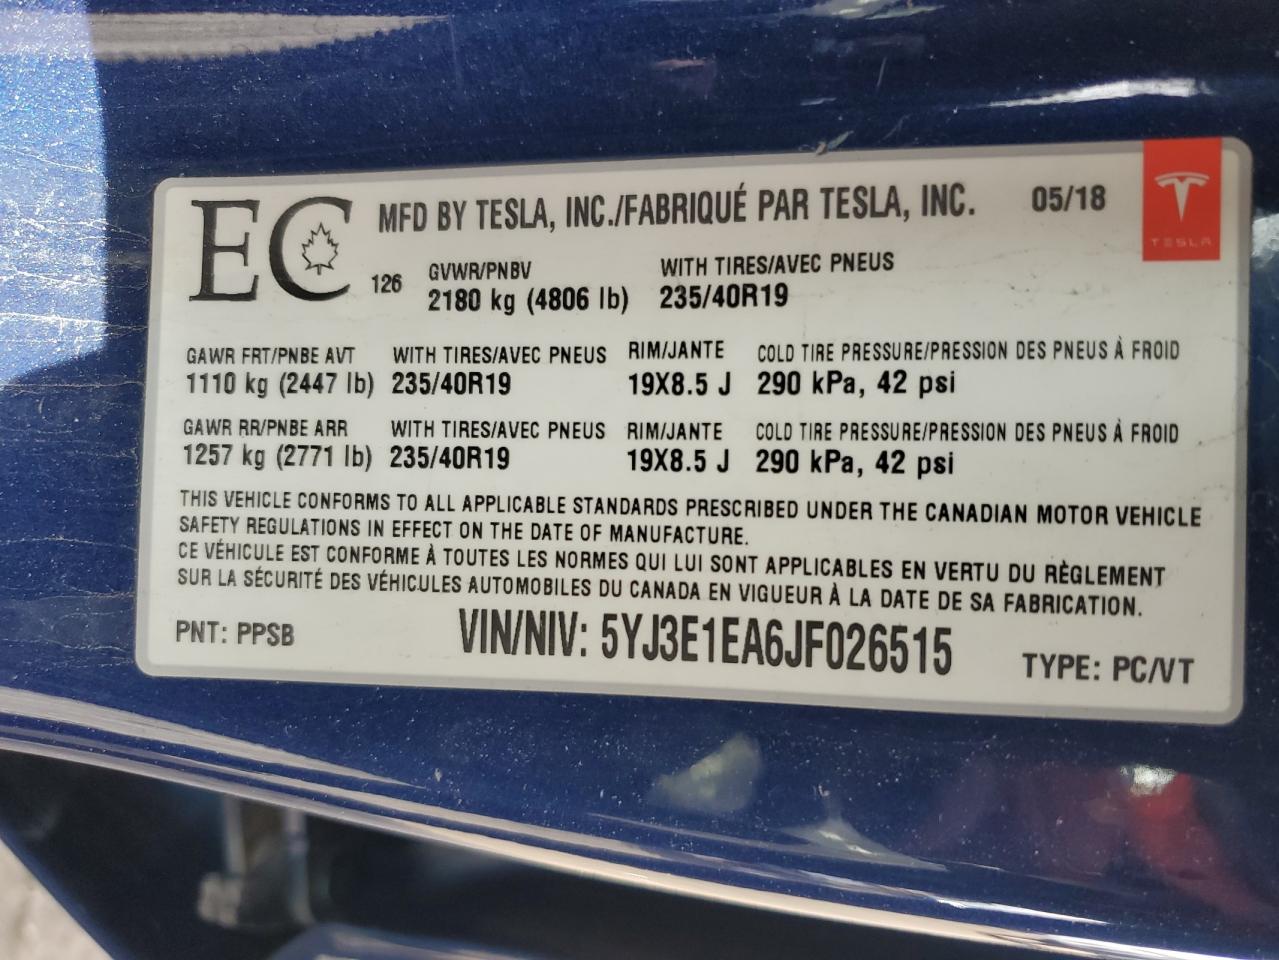 EC
MFD BY TESLA, INC./FABRIQUÉ PAR TESLA, INC. 05/18
TESLA
126
GVWR/PNBV WITH TIRES/AVEC PNEUS
2180 kg (4806 lb) 235/40R19
GAWR FRT/PNBE AVT WITH TIRES/AVEC PNEUS RIM/JANTE COLD TIRE PRESSURE/PRESSION DES PNEUS À FROID
1110 kg (2447 lb) 235/40R19 19X8.5 J 290 kPa, 42 psi
GAWR RR/PNBE ARR WITH TIRES/AVEC PNEUS RIM/JANTE COLD TIRE PRESSURE/PRESSION DES PNEUS À FROID
1257 kg (2771 lb) 235/40R19 19X8.5 J 290 kPa, 42 psi
THIS VEHICLE CONFORMS TO ALL APPLICABLE STANDARDS PRESCRIBED UNDER THE CANADIAN MOTOR VEHICLE
SAFETY REGULATIONS IN EFFECT ON THE DATE OF MANUFACTURE.
CE VÉHICULE EST CONFORME À TOUTES LES NORMES QUI LUI SONT APPLICABLES EN VERTU DU RÈGLEMENT
SUR LA SÉCURITÉ DES VÉHICULES AUTOMOBILES DU CANADA EN VIGUEUR À LA DATE DE SA FABRICATION.
PNT: PPSB VIN/NIV: 5YJ3E1EA6JF026515 TYPE: PC/VT